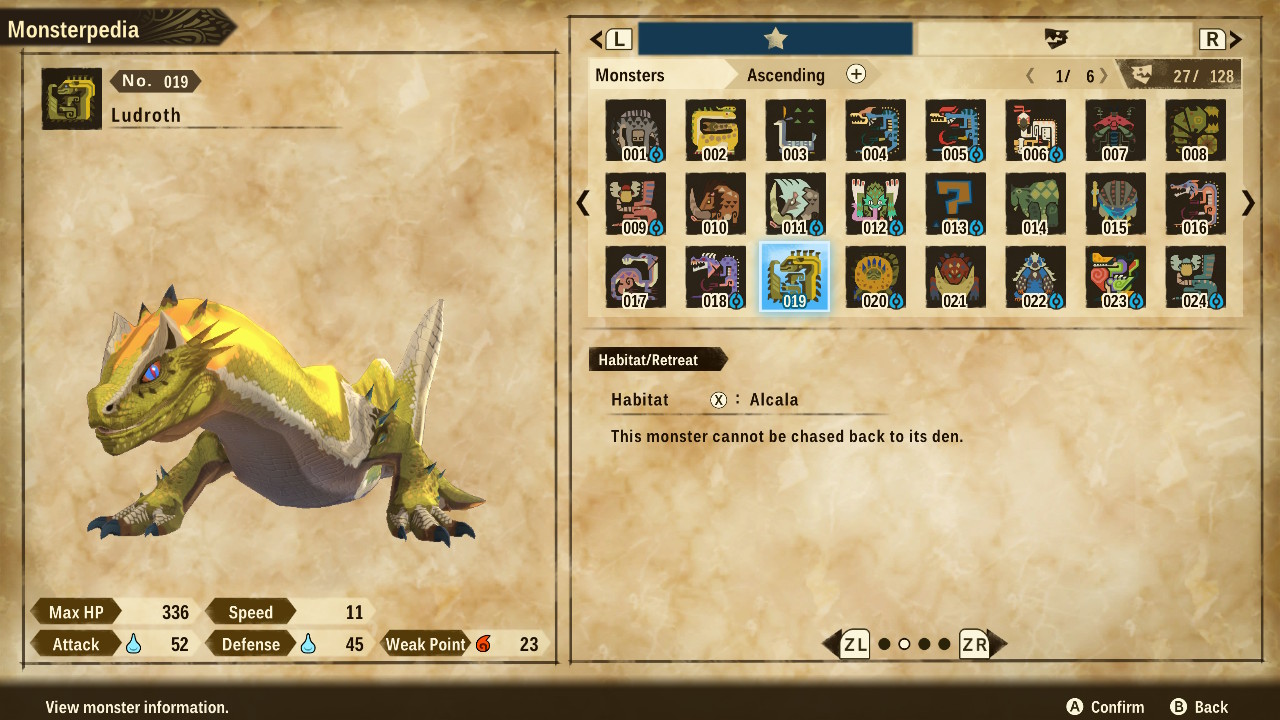 Monsterpedia
No. 019
Ludroth
L
R
Monsters
Ascending
1/ 6
27/ 128
001 002 003 004 005 006 007 008
009 010 011 012 013 014 015 016
017 018 019 020 021 022 023 024
Habitat/Retreat
Habitat X : Alcala
This monster cannot be chased back to its den.
Max HP 336 Speed 11
Attack 52 Defense 45 Weak Point 23
ZL ZR
View monster information.
A Confirm B Back